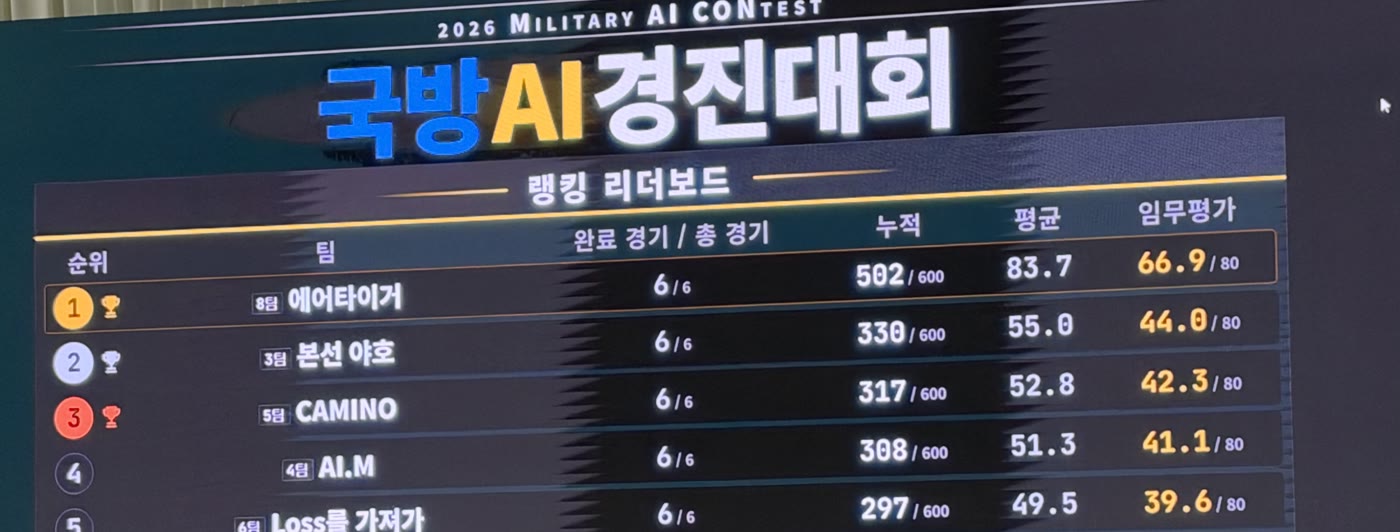 2026 MILITARY AI CONTEST
국방AI경진대회
랭킹 리더보드
순위 팀 완료 경기 / 총 경기 누적 평균 임무평가
1 8팀 에어타이거 6/6 502/600 83.7 66.9/80
2 3팀 본선 야호 6/6 330/600 55.0 44.0/80
3 5팀 CAMINO 6/6 317/600 52.8 42.3/80
4 4팀 AI.M 6/6 308/600 51.3 41.1/80
5 6팀 Loss를 가져가 6/6 297/600 49.5 39.6/80